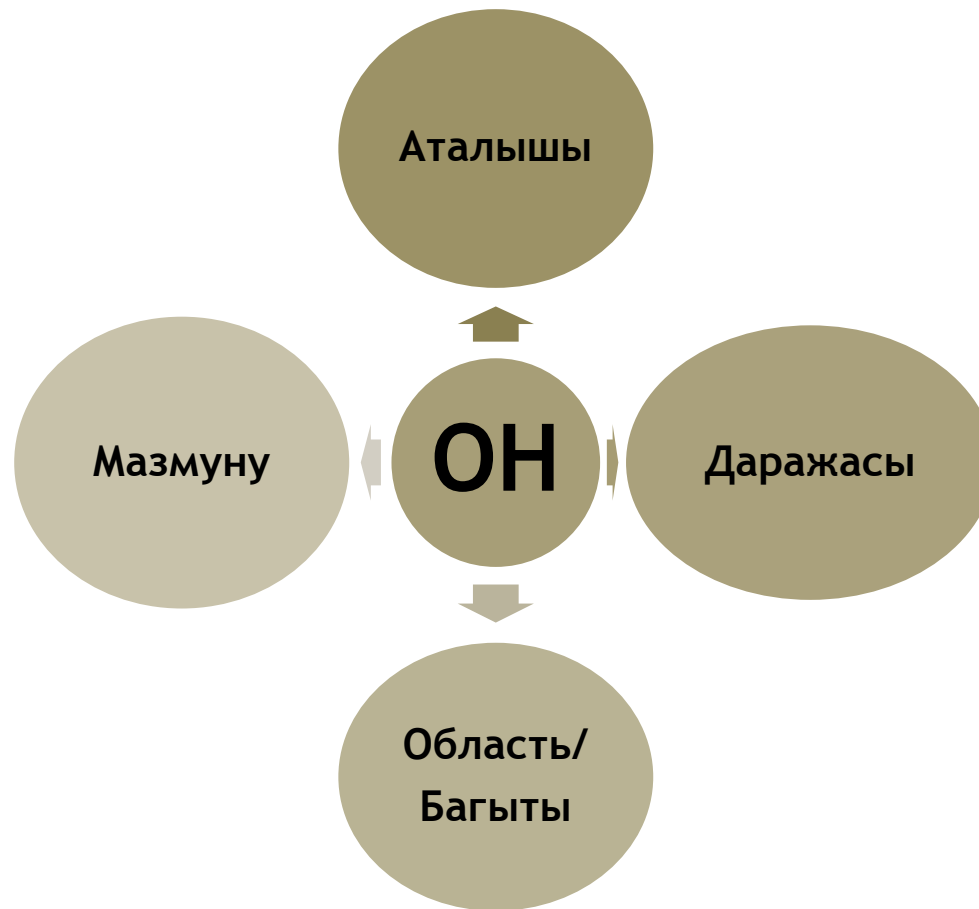 Аталышы
Мазмуну
ОН
Даражасы
Область/
Багыты